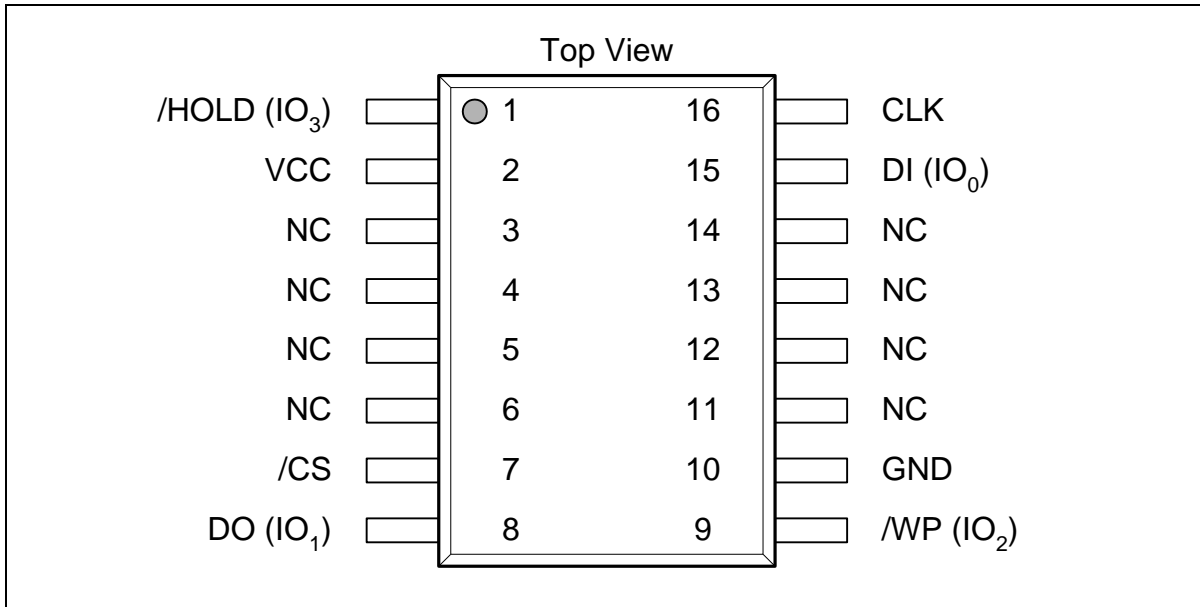 Top View
/HOLD (IO₃) 1 16 CLK
VCC 2 15 DI (IO₀)
NC 3 14 NC
NC 4 13 NC
NC 5 12 NC
NC 6 11 NC
/CS 7 10 GND
DO (IO₁) 8 9 /WP (IO₂)